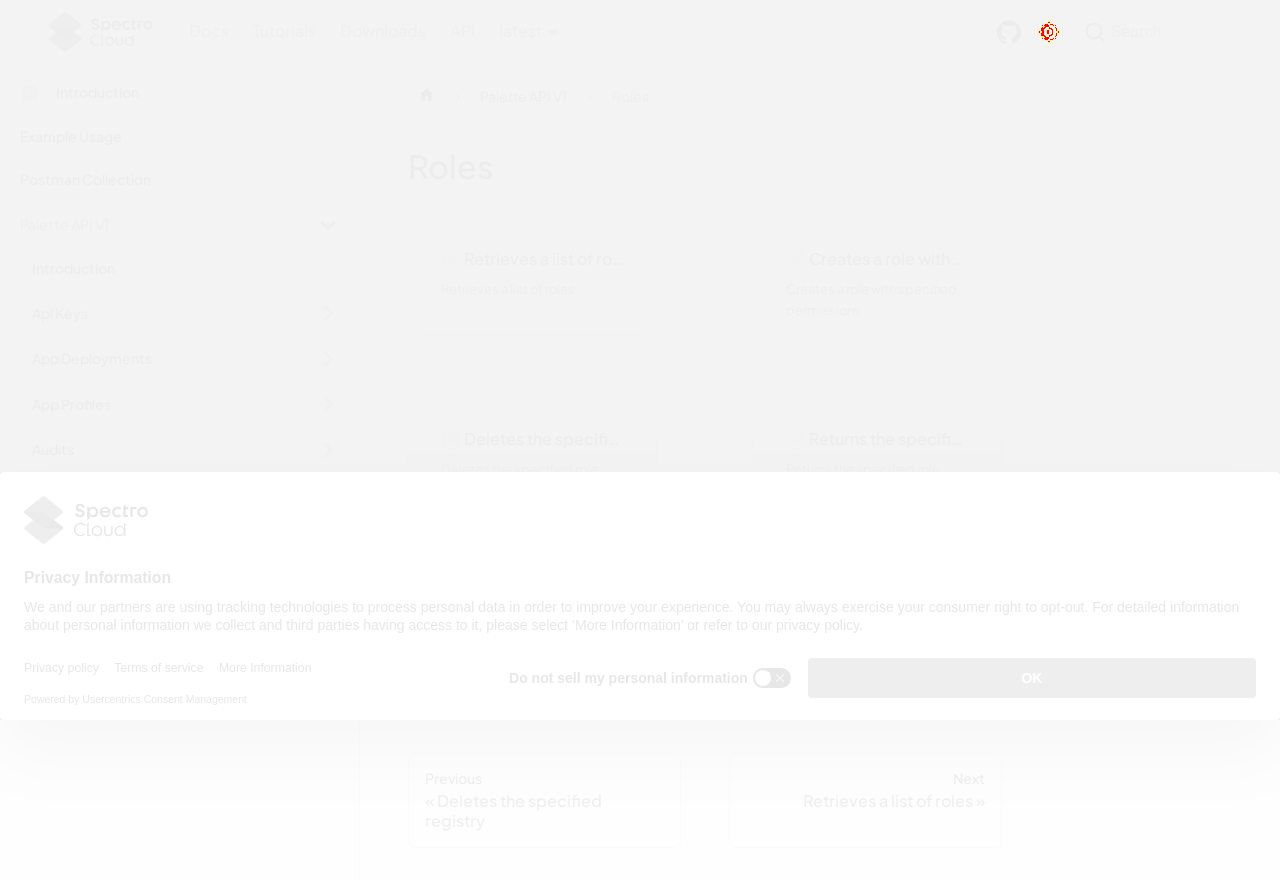 Spectro
Cloud
Docs
Tutorials
Downloads
API
latest
Search
Introduction
Example Usage
Postman Collection
Palette API V1
Introduction
Api Keys
App Deployments
App Profiles
Audits
Palette API V1
Roles
Roles
Retrieves a list of ro...
Retrieves a list of roles
Creates a role with...
Creates a role with specified
permissions
Deletes the specifi...
Returns the specifi...
Spectro
Cloud
Privacy Information
We and our partners are using tracking technologies to process personal data in order to improve your experience. You may always exercise your consumer right to opt-out. For detailed information
about personal information we collect and third parties having access to it, please select ‘More Information’ or refer to our privacy policy.
Privacy policy
Terms of service
More Information
Powered by Usercentrics Consent Management
Do not sell my personal information
OK
Previous
« Deletes the specified
registry
Next
Retrieves a list of roles »